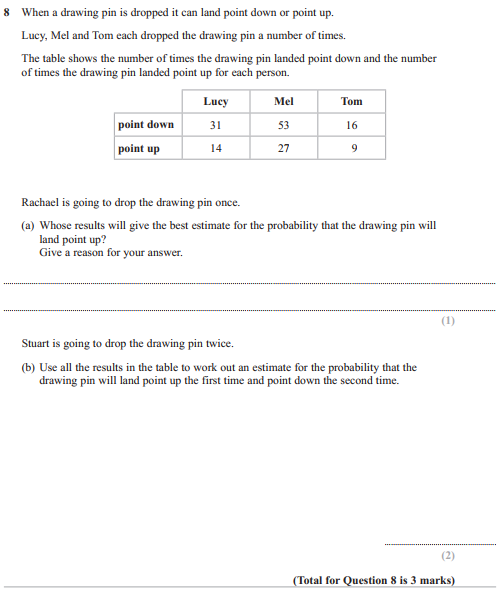 8 When a drawing pin is dropped it can land point down or point up.
Lucy, Mel and Tom each dropped the drawing pin a number of times.
The table shows the number of times the drawing pin landed point down and the number
of times the drawing pin landed point up for each person.
Lucy Mel Tom
point down 31 53 16
point up 14 27 9
Rachael is going to drop the drawing pin once.
(a) Whose results will give the best estimate for the probability that the drawing pin will
land point up?
Give a reason for your answer.
(1)
Stuart is going to drop the drawing pin twice.
(b) Use all the results in the table to work out an estimate for the probability that the
drawing pin will land point up the first time and point down the second time.
(2)
(Total for Question 8 is 3 marks)